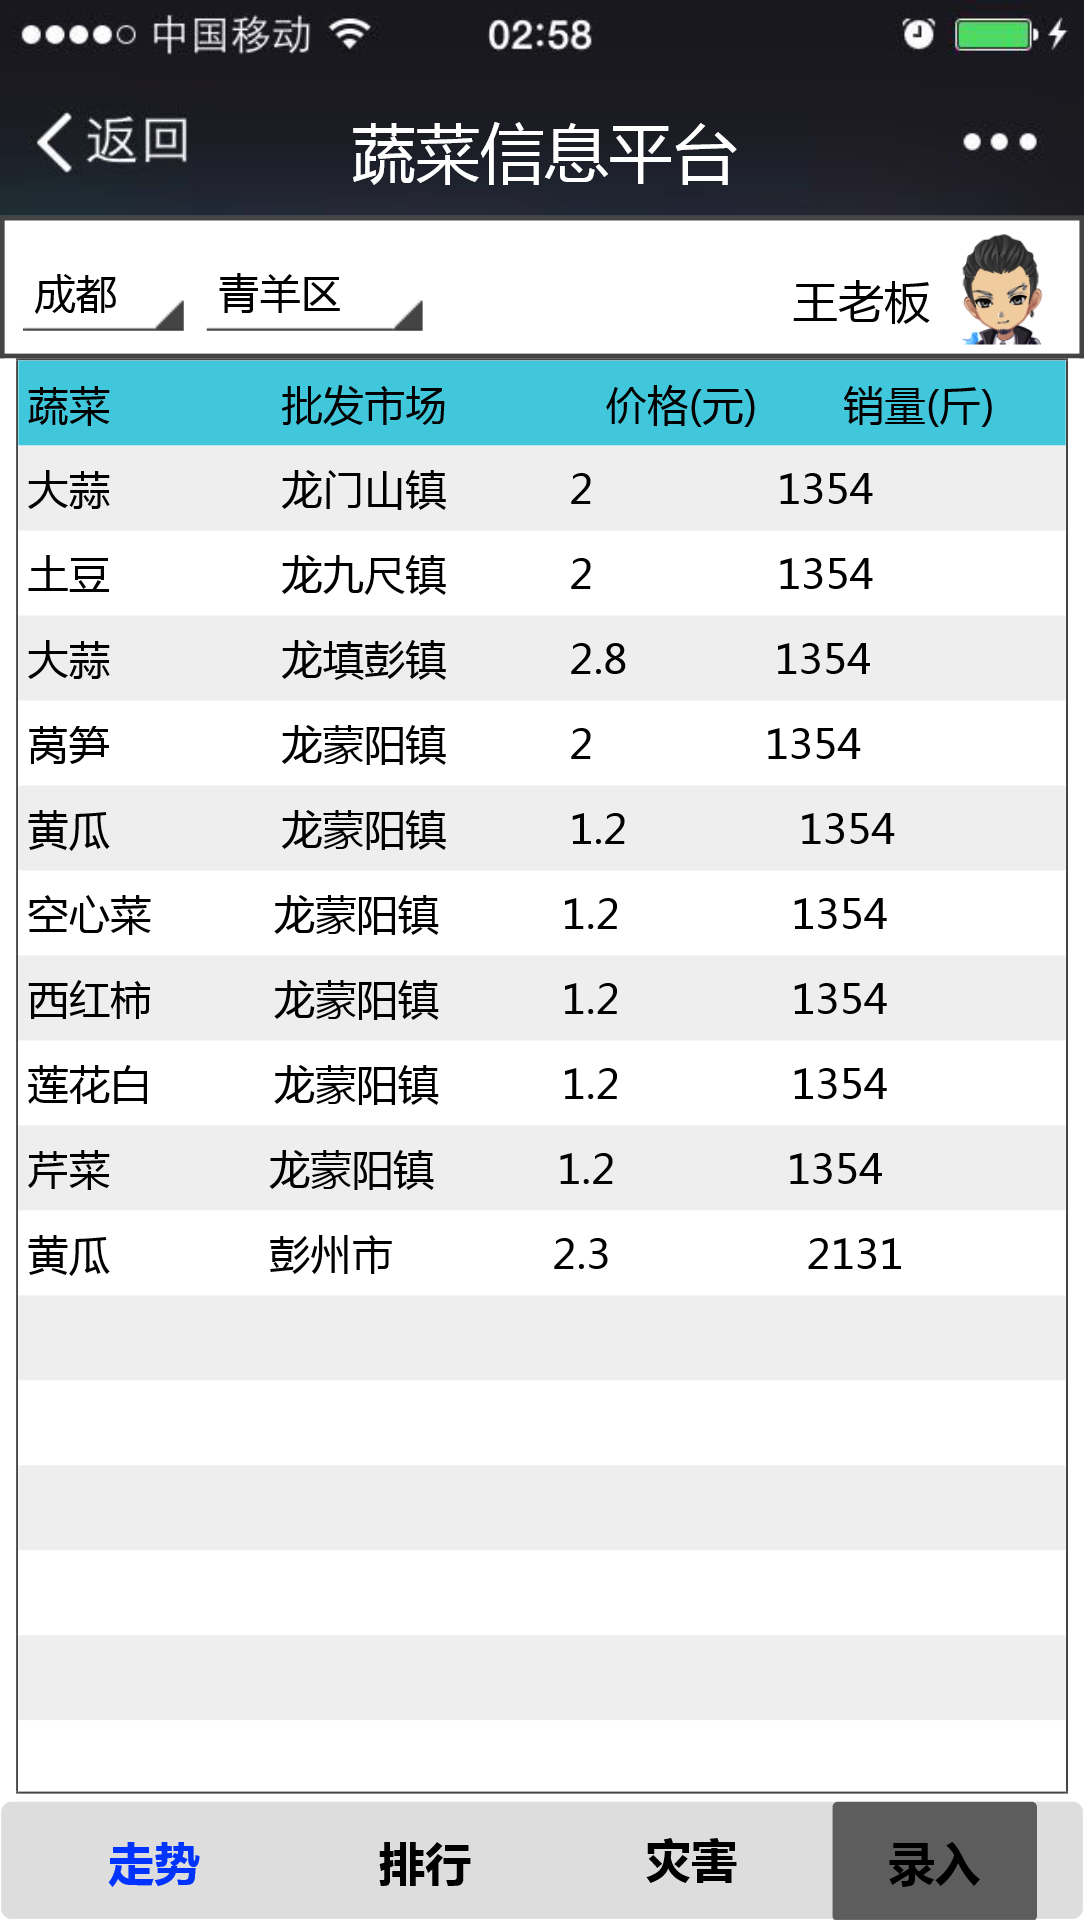 中国移动 02:58
返回 蔬菜信息平台
成都 青羊区 王老板
蔬菜 批发市场 价格(元) 销量(斤)
大蒜 龙门山镇 2 1354
土豆 龙九尺镇 2 1354
大蒜 龙填彭镇 2.8 1354
莴笋 龙蒙阳镇 2 1354
黄瓜 龙蒙阳镇 1.2 1354
空心菜 龙蒙阳镇 1.2 1354
西红柿 龙蒙阳镇 1.2 1354
莲花白 龙蒙阳镇 1.2 1354
芹菜 龙蒙阳镇 1.2 1354
黄瓜 彭州市 2.3 2131
走势 排行 灾害 录入